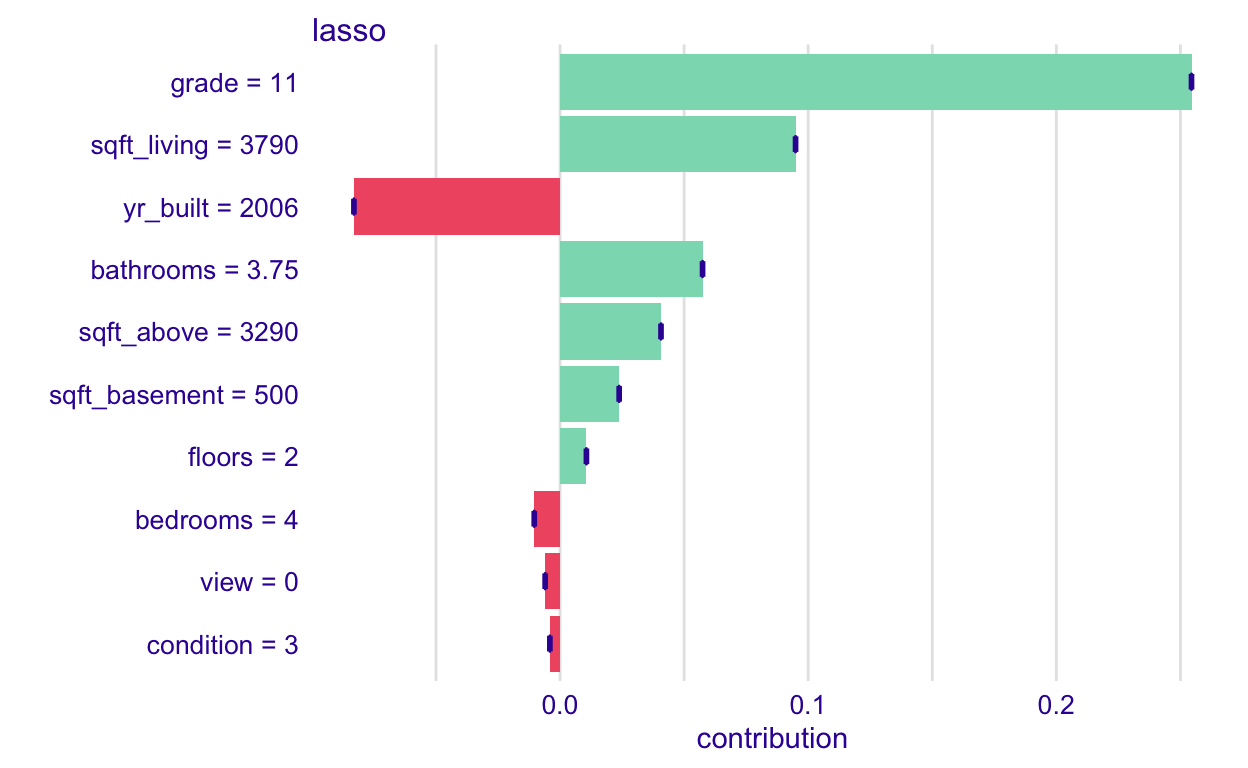 lasso
grade = 11
sqft_living = 3790
yr_built = 2006
bathrooms = 3.75
sqft_above = 3290
sqft_basement = 500
floors = 2
bedrooms = 4
view = 0
condition = 3
0.0 0.1 0.2
contribution